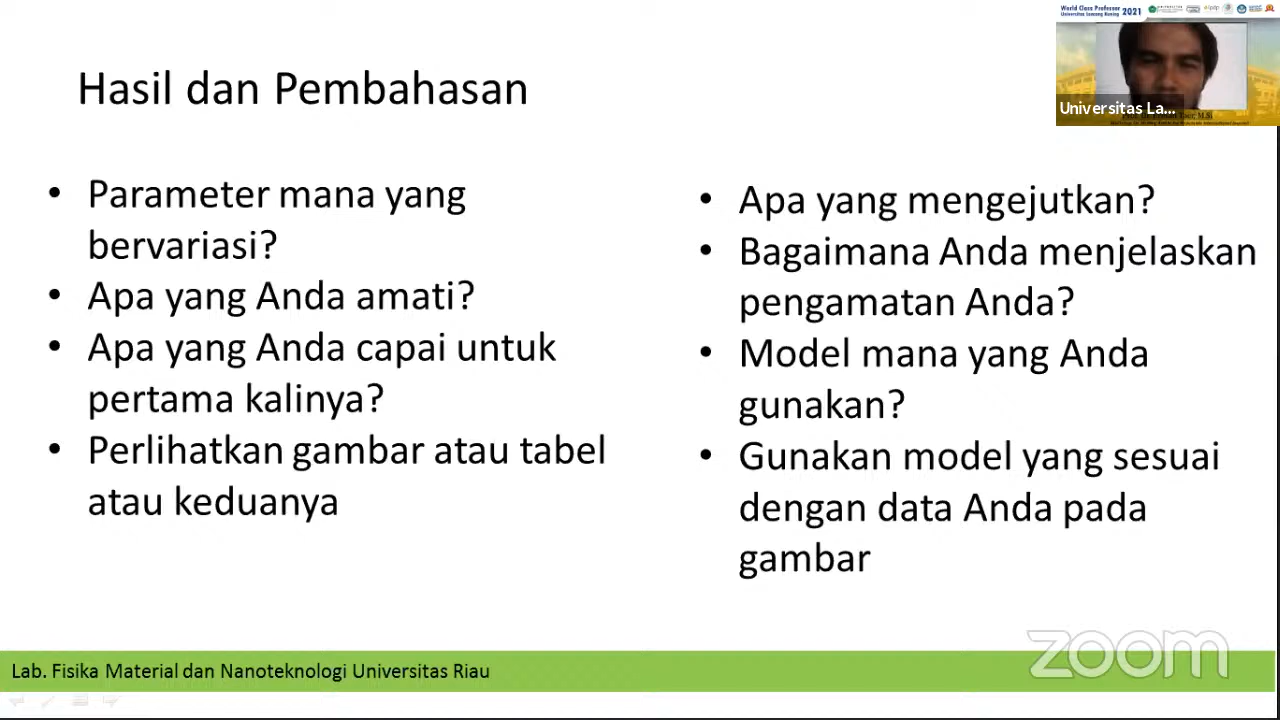 World Class Professor
Universitas Lancang Kuning 2021
Universitas La...
Hasil dan Pembahasan
• Parameter mana yang
bervariasi?
• Apa yang Anda amati?
• Apa yang Anda capai untuk
pertama kalinya?
• Perlihatkan gambar atau tabel
atau keduanya
• Apa yang mengejutkan?
• Bagaimana Anda menjelaskan
pengamatan Anda?
• Model mana yang Anda
gunakan?
• Gunakan model yang sesuai
dengan data Anda pada
gambar
zoom
Lab. Fisika Material dan Nanoteknologi Universitas Riau